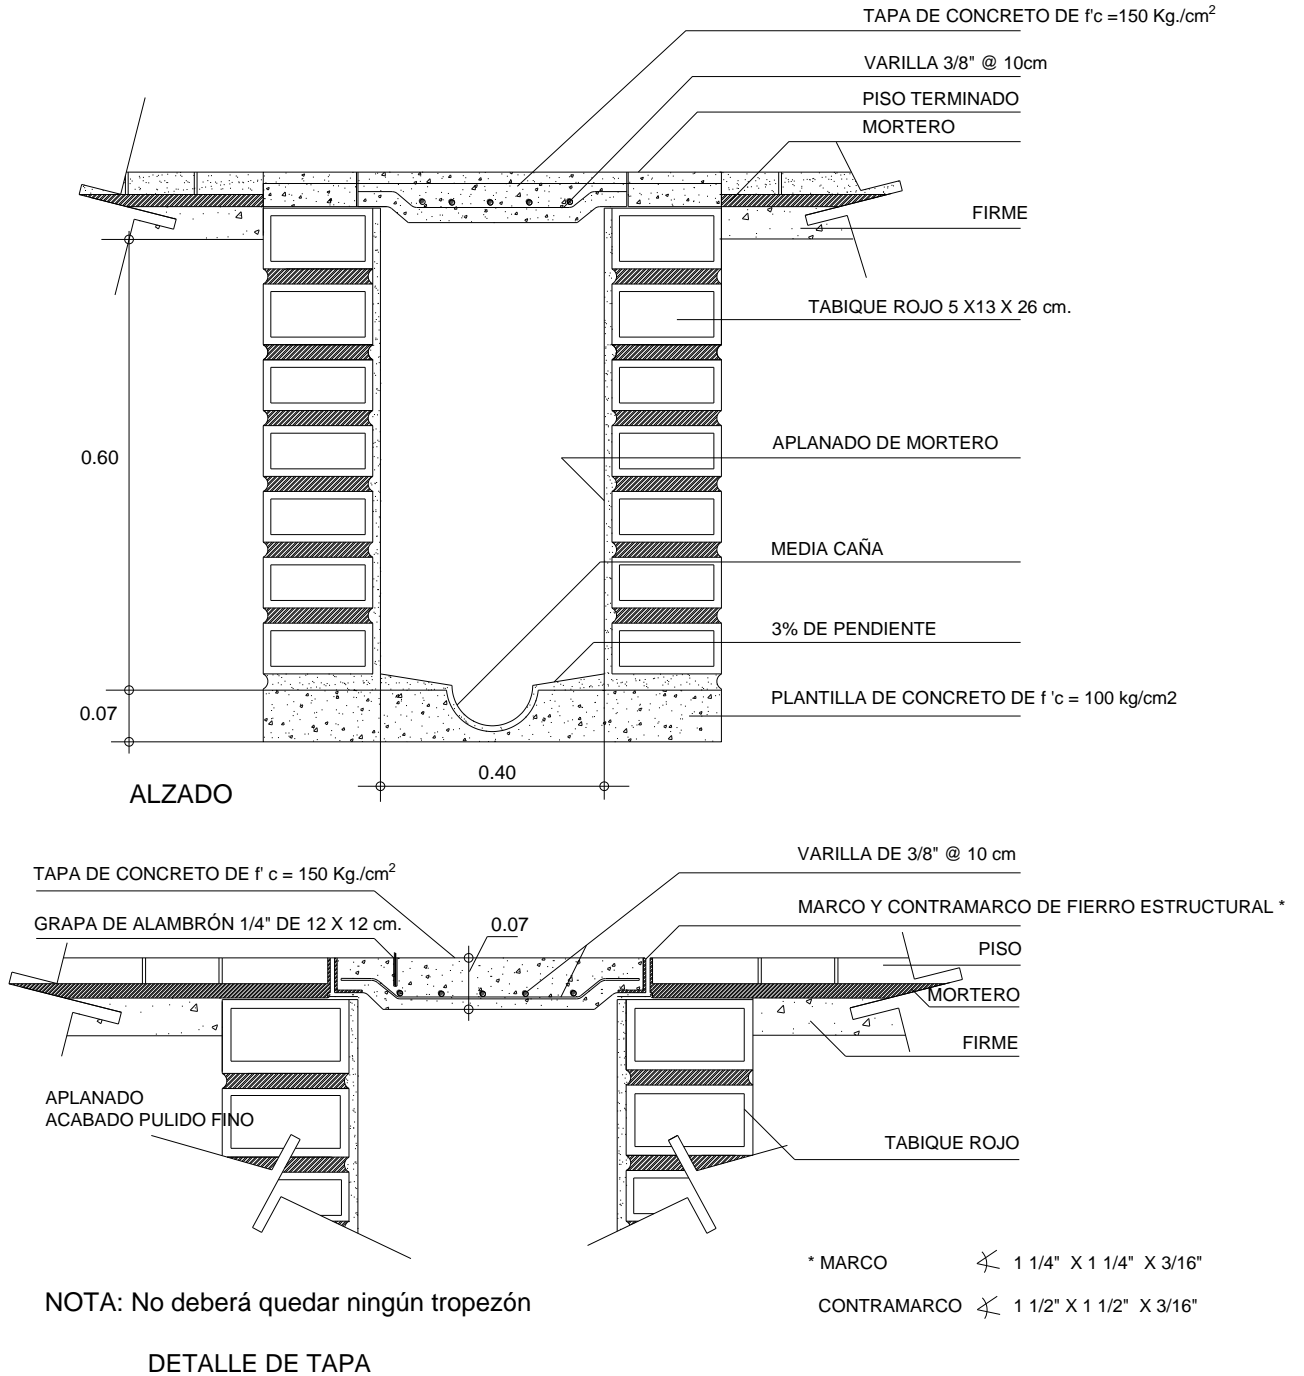 TAPA DE CONCRETO DE f'c =150 Kg./cm²
VARILLA 3/8" @ 10cm
PISO TERMINADO
MORTERO
FIRME
TABIQUE ROJO 5 X13 X 26 cm.
0.60
APLANADO DE MORTERO
MEDIA CAÑA
3% DE PENDIENTE
PLANTILLA DE CONCRETO DE f 'c = 100 kg/cm2
0.07
0.40
ALZADO
VARILLA DE 3/8" @ 10 cm
TAPA DE CONCRETO DE f' c = 150 Kg./cm²
MARCO Y CONTRAMARCO DE FIERRO ESTRUCTURAL *
GRAPA DE ALAMBRÓN 1/4" DE 12 X 12 cm.
0.07
PISO
MORTERO
FIRME
APLANADO
ACABADO PULIDO FINO
TABIQUE ROJO
* MARCO 1 1/4" X 1 1/4" X 3/16"
CONTRAMARCO 1 1/2" X 1 1/2" X 3/16"
NOTA: No deberá quedar ningún tropezón
DETALLE DE TAPA